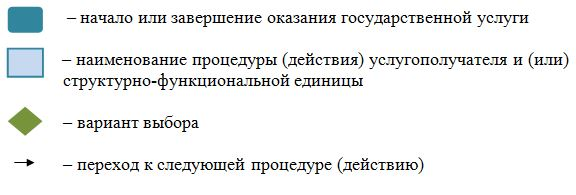 – начало или завершение оказания государственной услуги
– наименование процедуры (действия) услугополучателя и (или)
структурно-функциональной единицы
– вариант выбора
– переход к следующей процедуре (действию)